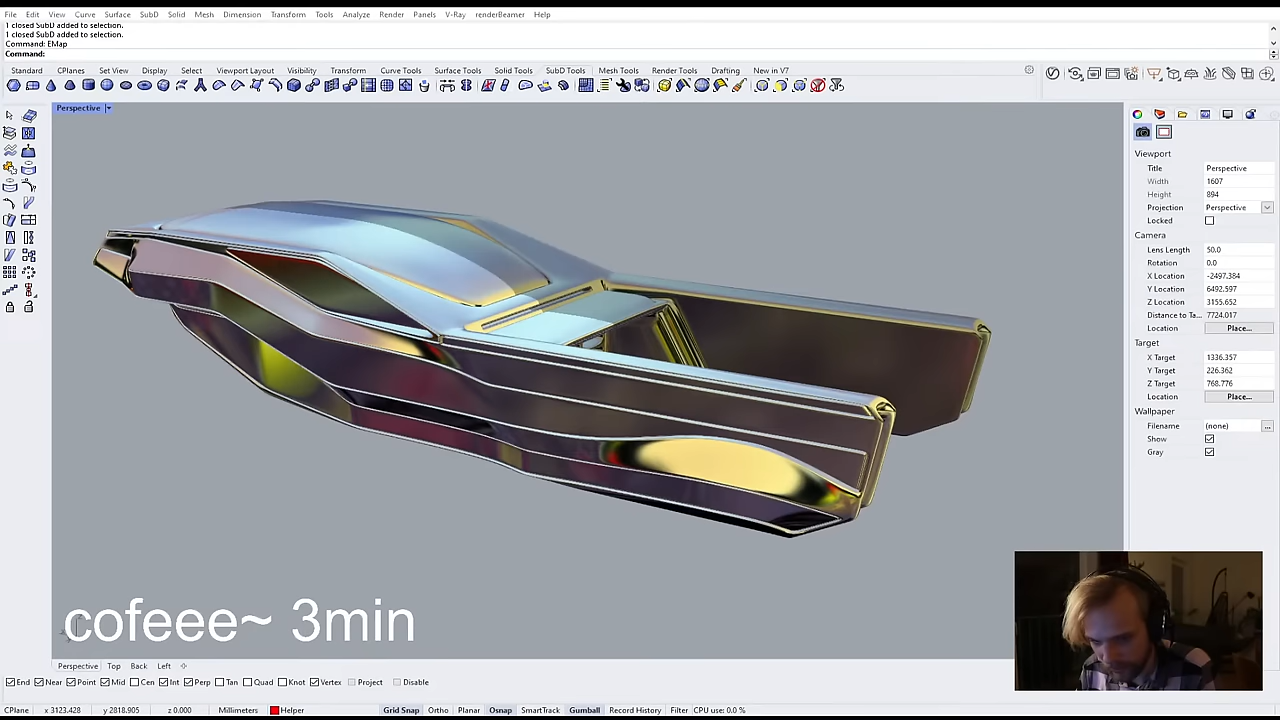 File Edit View Curve Surface SubD Solid Mesh Dimension Transform Tools Analyze Render Panels V-Ray renderBeamer Help
1 closed SubD added to selection.
1 closed SubD added to selection.
Command: EMap
Command:
Standard CPlanes Set View Display Select Viewport Layout Visibility Transform Curve Tools Surface Tools Solid Tools SubD Tools Mesh Tools Render Tools Drafting New in V7
Perspective
Viewport
Title Perspective
Width 1607
Height 894
Projection Perspective
Locked
Camera
Lens Length 50.0
Rotation 0.0
X Location -2497.384
Y Location 6492.597
Z Location 3155.652
Distance to Ta... 7724.017
Location Place...
Target
X Target 1336.357
Y Target 226.362
Z Target 768.776
Location Place...
Wallpaper
Filename (none) ...
Show
Gray
cofeee~ 3min
Perspective Top Back Left
End Near Point Mid Cen Int Perp Tan Quad Knot Vertex Project Disable
CPlane x 3123.428 y 2818.905 z 0.000 Millimeters Helper Grid Snap Ortho Planar Osnap SmartTrack Gumball Record History Filter CPU use: 0.0 %